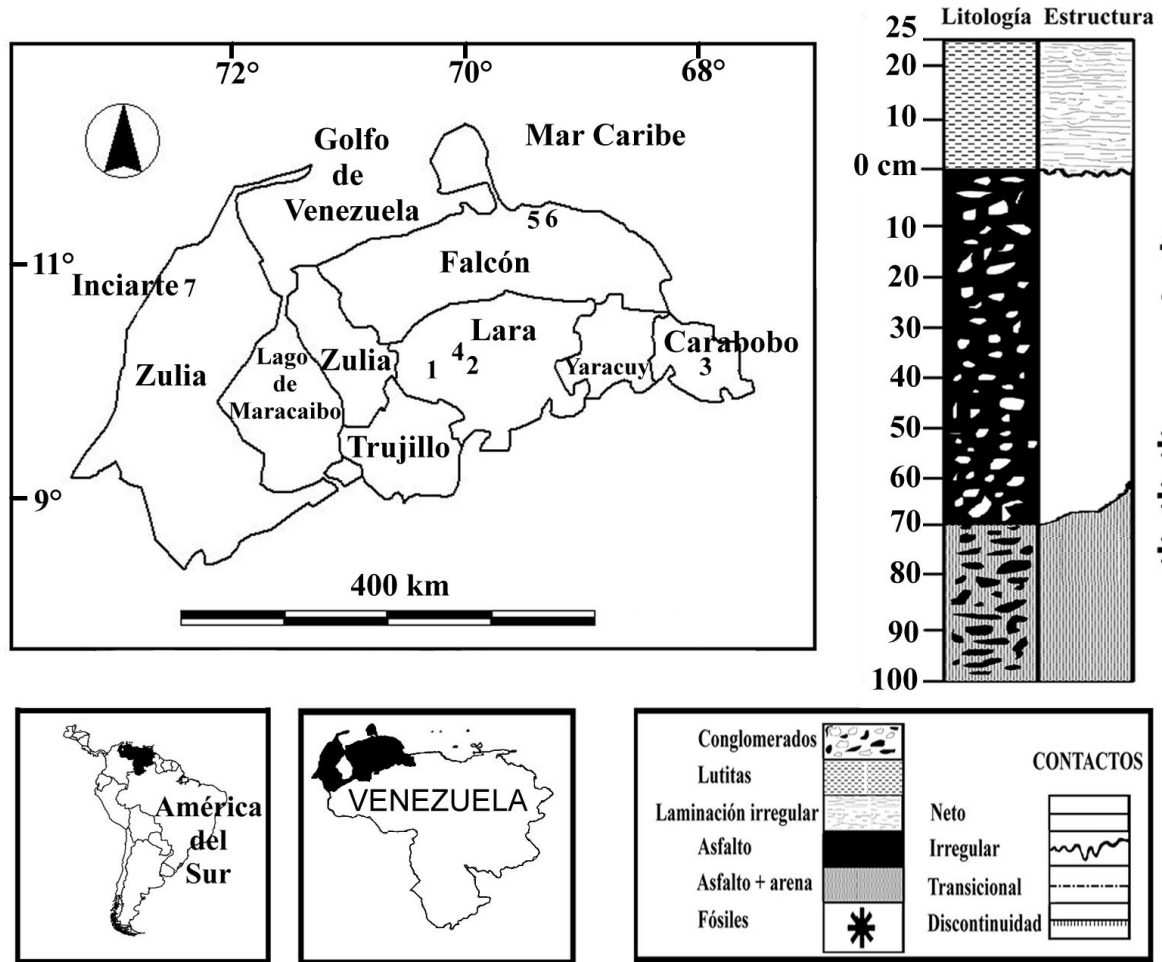 72°
70°
68°
11°
9°
Golfo
de
Venezuela
Mar Caribe
5 6
Falcón
Inciarte 7
Lara
4
2
1
Zulia
Lago
de
Maracaibo
Zulia
Yaracuy
Carabobo
3
Trujillo
400 km
Litología Estructura
25
20
10
0 cm
10
20
30
40
50
60
70
80
90
100
América
del
Sur
VENEZUELA
Conglomerados
Lutitas
Laminación irregular
Asfalto
Asfalto + arena
Fósiles
CONTACTOS
Neto
Irregular
Transicional
Discontinuidad